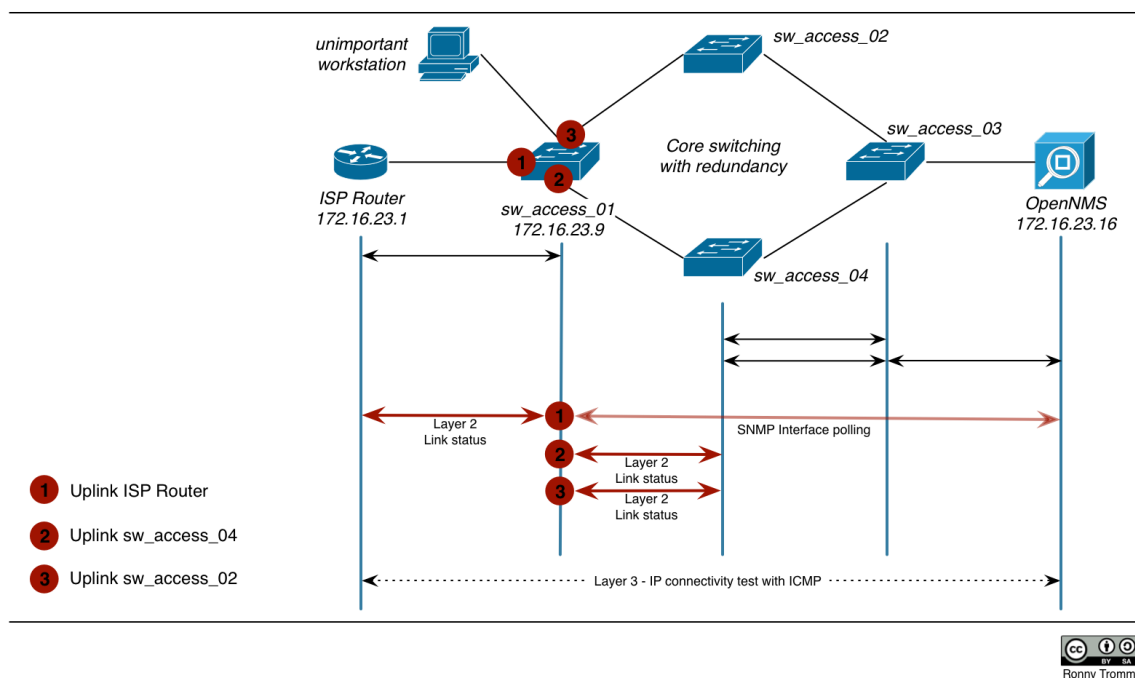 sw_access_02
unimportant
workstation
3
sw_access_03
Core switching
with redundancy
1
2
ISP Router
172.16.23.1
sw_access_01
172.16.23.9
OpenNMS
172.16.23.16
sw_access_04
1
Layer 2
Link status
SNMP Interface polling
2
Layer 2
Link status
3
Layer 2
Link status
1 Uplink ISP Router
2 Uplink sw_access_04
3 Uplink sw_access_02
Layer 3 - IP connectivity test with ICMP
cc
BY SA
Ronny Tromm